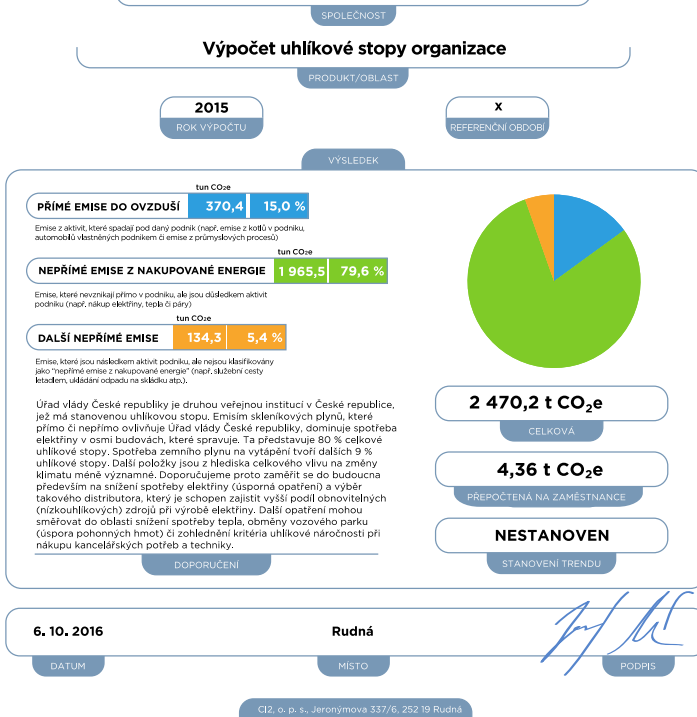 SPOLEČNOST
Výpočet uhlíkové stopy organizace
PRODUKT/OBLAST
2015
ROK VÝPOČTU
x
REFERENČNÍ OBDOBÍ
VÝSLEDEK
tun CO₂e
PŘÍMÉ EMISE DO OVZDUŠÍ 370,4 15,0 %
Emise z aktivit, které spadají pod daný podnik (např. emise z kotlů v podniku,
automobilů vlastněných podnikem či emise z průmyslových procesů)
tun CO₂e
NEPŘÍMÉ EMISE Z NAKUPOVANÉ ENERGIE 1 965,5 79,6 %
Emise, které nevznikají přímo v podniku, ale jsou důsledkem aktivit
podniku (např. nákup elektřiny, tepla či páry)
tun CO₂e
DALŠÍ NEPŘÍMÉ EMISE 134,3 5,4 %
Emise, které jsou následkem aktivit podniku, ale nejsou klasifikovány
jako "nepřímé emise z nakupované energie" (např. služební cesty
letadlem, ukládání odpadu na skládku atp.).
Úřad vlády České republiky je druhou veřejnou institucí v České republice,
jež má stanovenou uhlíkovou stopu. Emisím skleníkových plynů, které
přímo či nepřímo ovlivňuje Úřad vlády České republiky, dominuje spotřeba
elektřiny v osmi budovách, které spravuje. Ta představuje 80 % celkové
uhlíkové stopy. Spotřeba zemního plynu na vytápění tvoří dalších 9 %
uhlíkové stopy. Další položky jsou z hlediska celkového vlivu na změny
klimatu méně významné. Doporučujeme proto zaměřit se do budoucna
především na snížení spotřeby elektřiny (úsporná opatření) a výběr
takového distributora, který je schopen zajistit vyšší podíl obnovitelných
(nízkouhlíkových) zdrojů při výrobě elektřiny. Další opatření mohou
směřovat do oblasti snížení spotřeby tepla, obměny vozového parku
(úspora pohonných hmot) či zohlednění kritéria uhlíkové náročnosti při
nákupu kancelářských potřeb a techniky.
DOPORUČENÍ
2 470,2 t CO₂e
CELKOVÁ
4,36 t CO₂e
PŘEPOČTENÁ NA ZAMĚSTNANCE
NESTANOVEN
STANOVENÍ TRENDU
6. 10. 2016
DATUM
Rudná
MÍSTO
PODPIS
CI2, o. p. s., Jeronýmova 337/6, 252 19 Rudná